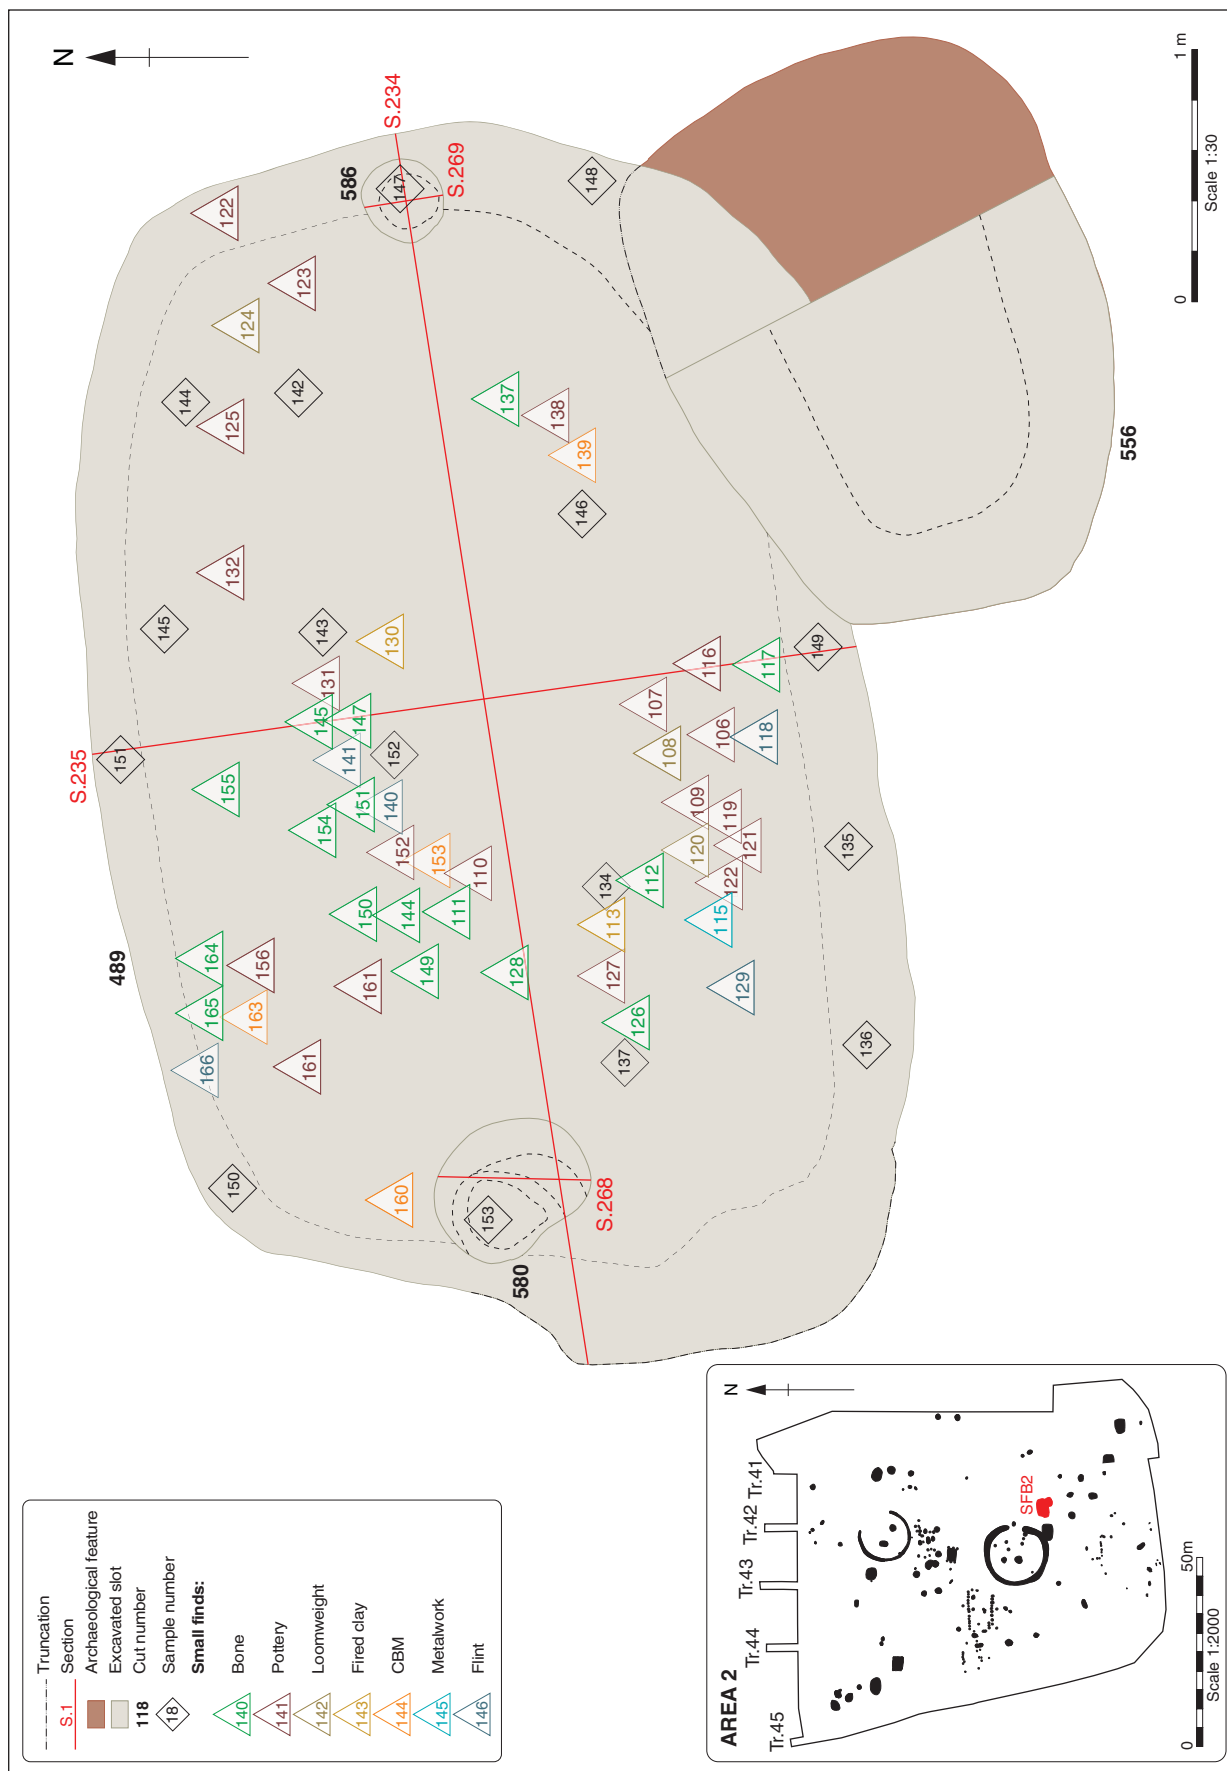 N
S.234
586
147
S.269
122
123
124
148
144
142
125
137
138
139
146
132
145
143
130
131
145
147
116
117
149
107
106
118
108
S.235
151
155
141
152
151
140
154
109
119
120
121
122
152
153
110
134
112
135
150
144
111
113
115
489
164
156
161
149
128
127
129
165
163
126
137
136
166
161
150
160
153
S.268
580
556
0
1 m
Scale 1:30
Truncation
S.1 Section
Archaeological feature
Excavated slot
118 Cut number
18 Sample number
Small finds:
140 Bone
141 Pottery
142 Loomweight
143 Fired clay
144 CBM
145 Metalwork
146 Flint
AREA 2
N
Tr.45
Tr.44
Tr.43
Tr.42
Tr.41
SFB2
0
50m
Scale 1:2000